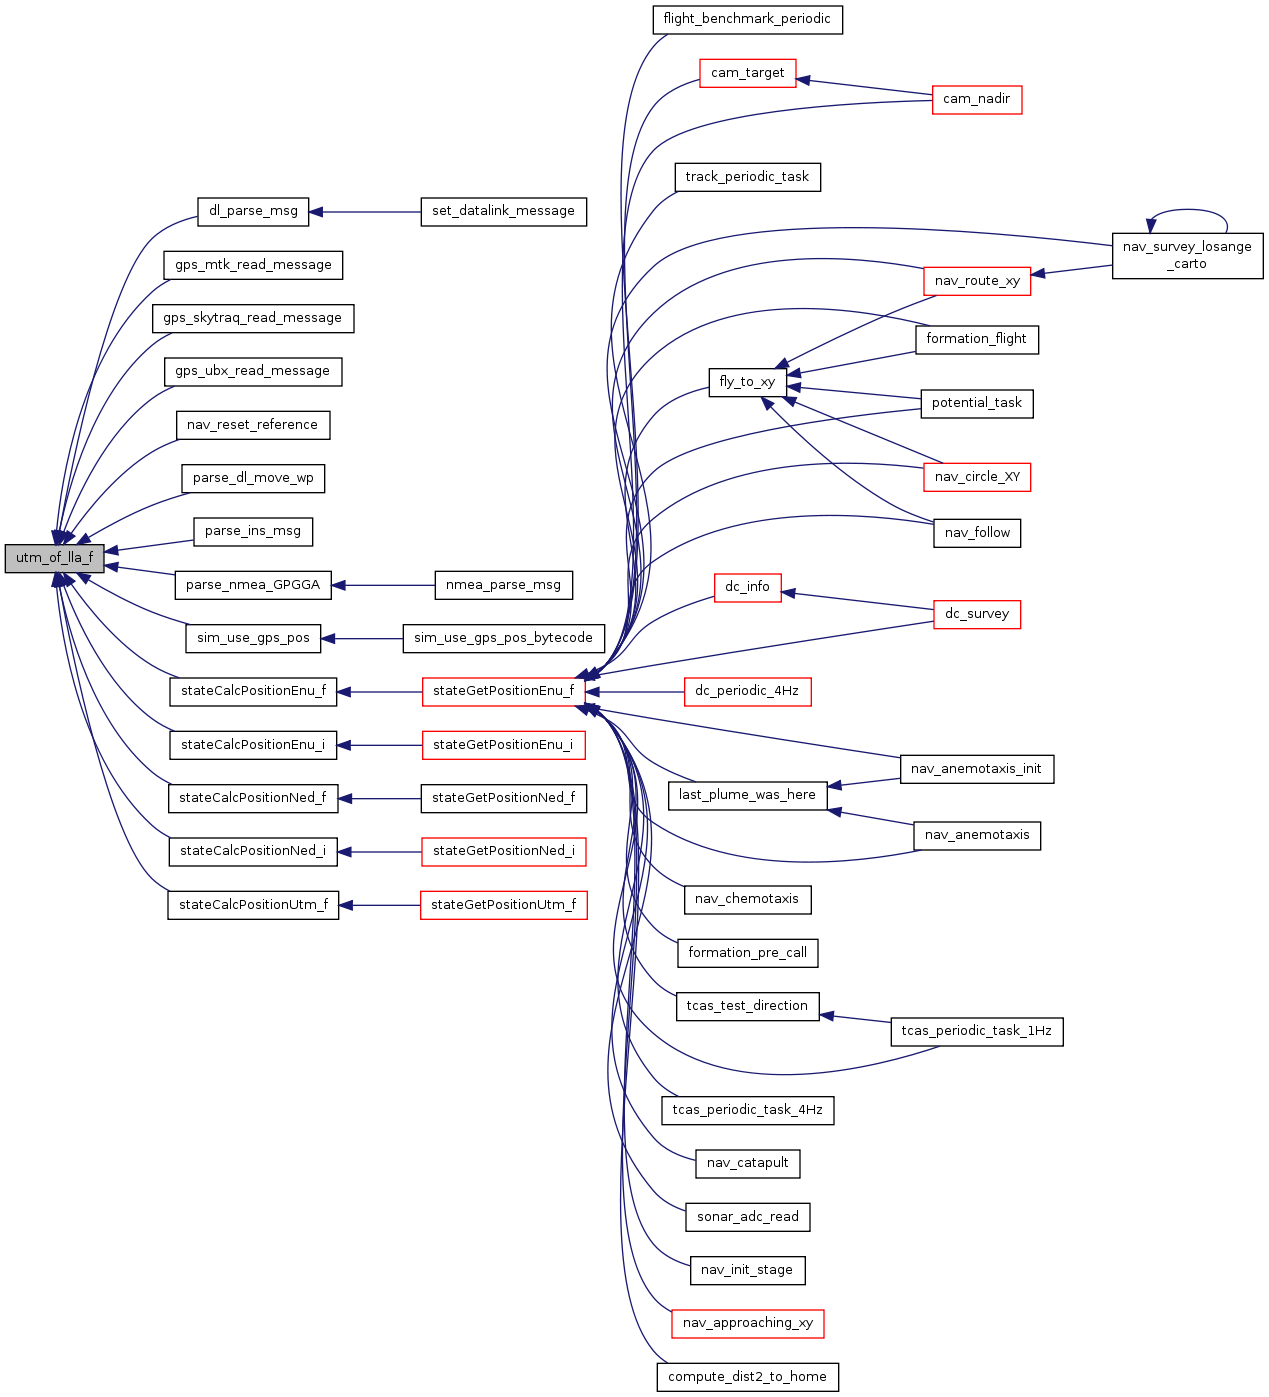 flight_benchmark_periodic
cam_target
cam_nadir
track_periodic_task
dl_parse_msg
set_datalink_message
nav_survey_losange
_carto
gps_mtk_read_message
nav_route_xy
gps_skytraq_read_message
formation_flight
gps_ubx_read_message
fly_to_xy
potential_task
nav_reset_reference
parse_dl_move_wp
nav_circle_XY
parse_ins_msg
nav_follow
utm_of_lla_f
parse_nmea_GPGGA
nmea_parse_msg
dc_info
dc_survey
sim_use_gps_pos
sim_use_gps_pos_bytecode
stateCalcPositionEnu_f
stateGetPositionEnu_f
dc_periodic_4Hz
stateCalcPositionEnu_i
stateGetPositionEnu_i
nav_anemotaxis_init
stateCalcPositionNed_f
stateGetPositionNed_f
last_plume_was_here
nav_anemotaxis
stateCalcPositionNed_i
stateGetPositionNed_i
stateCalcPositionUtm_f
stateGetPositionUtm_f
nav_chemotaxis
formation_pre_call
tcas_test_direction
tcas_periodic_task_1Hz
tcas_periodic_task_4Hz
nav_catapult
sonar_adc_read
nav_init_stage
nav_approaching_xy
compute_dist2_to_home